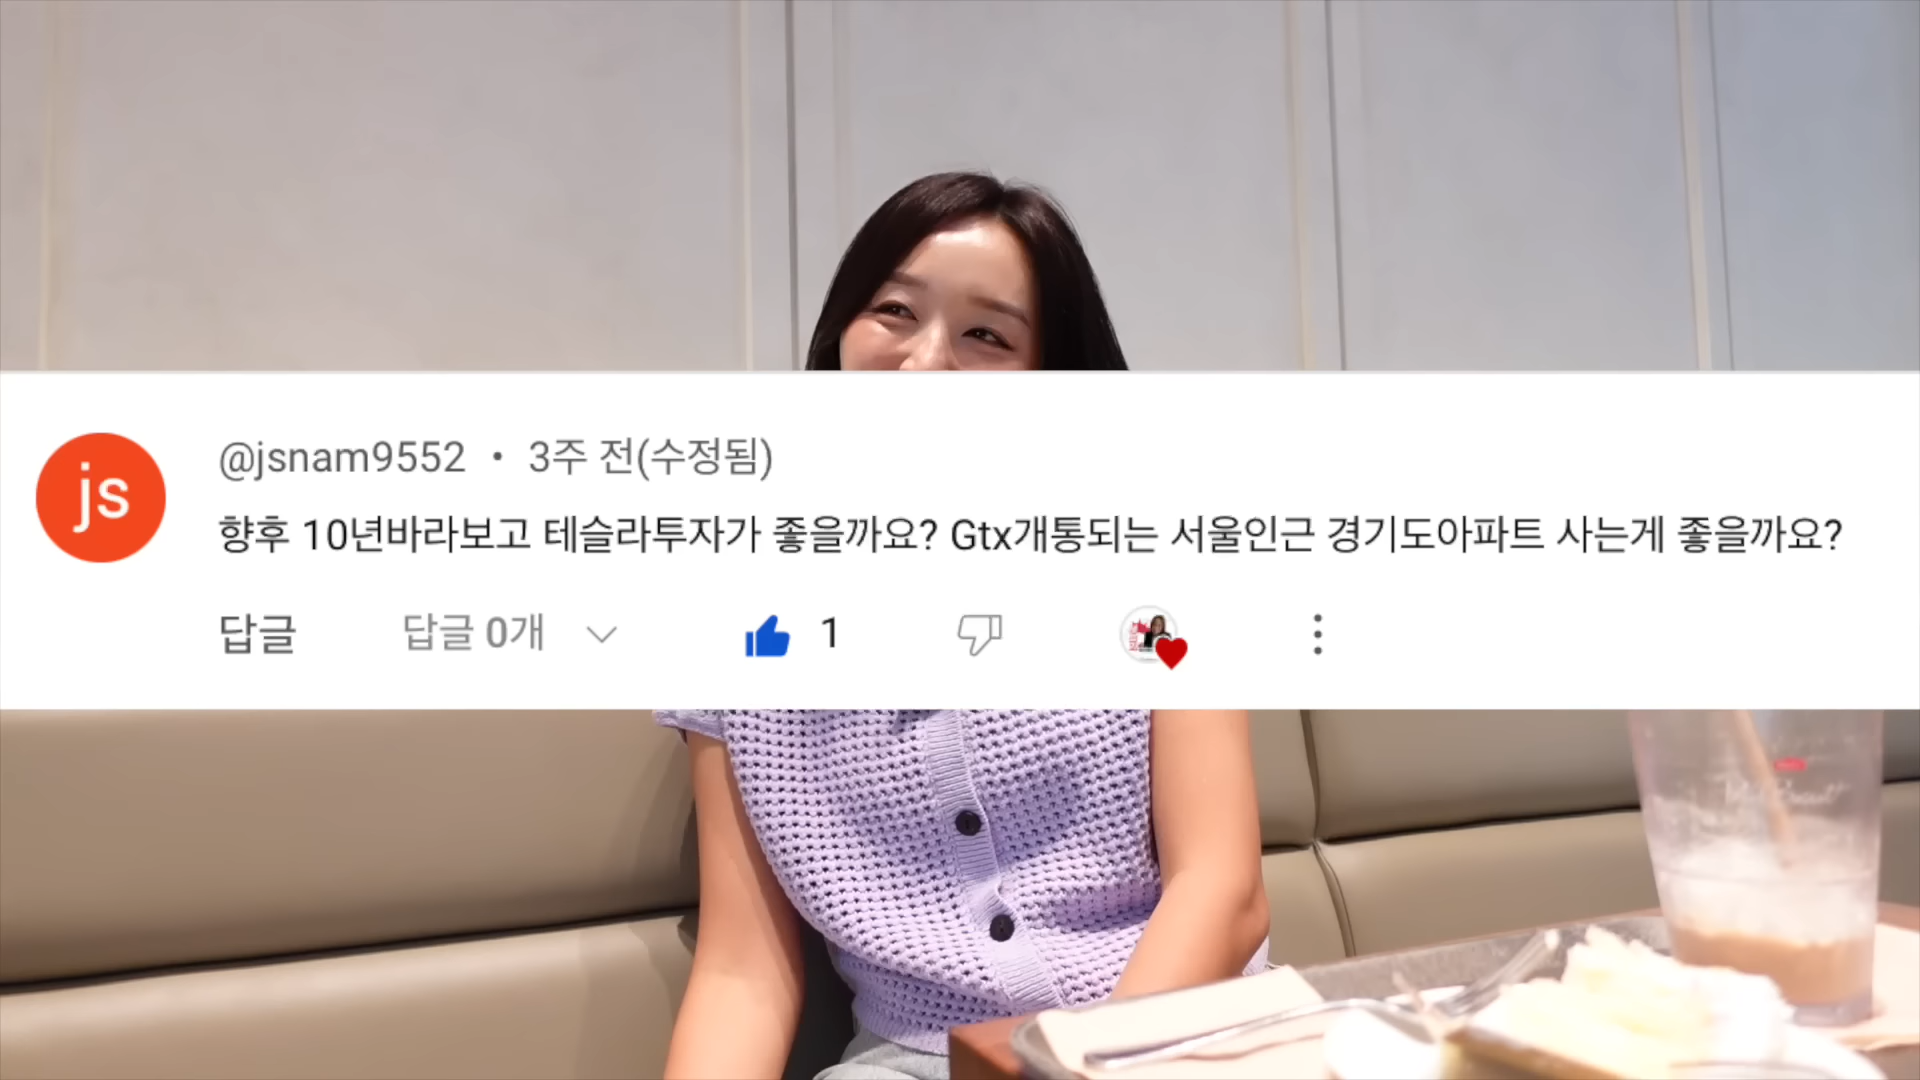 js
@jsnam9552 • 3주 전(수정됨)
향후 10년바라보고 테슬라투자가 좋을까요? Gtx개통되는 서울인근 경기도아파트 사는게 좋을까요?
답글 답글 0개 1